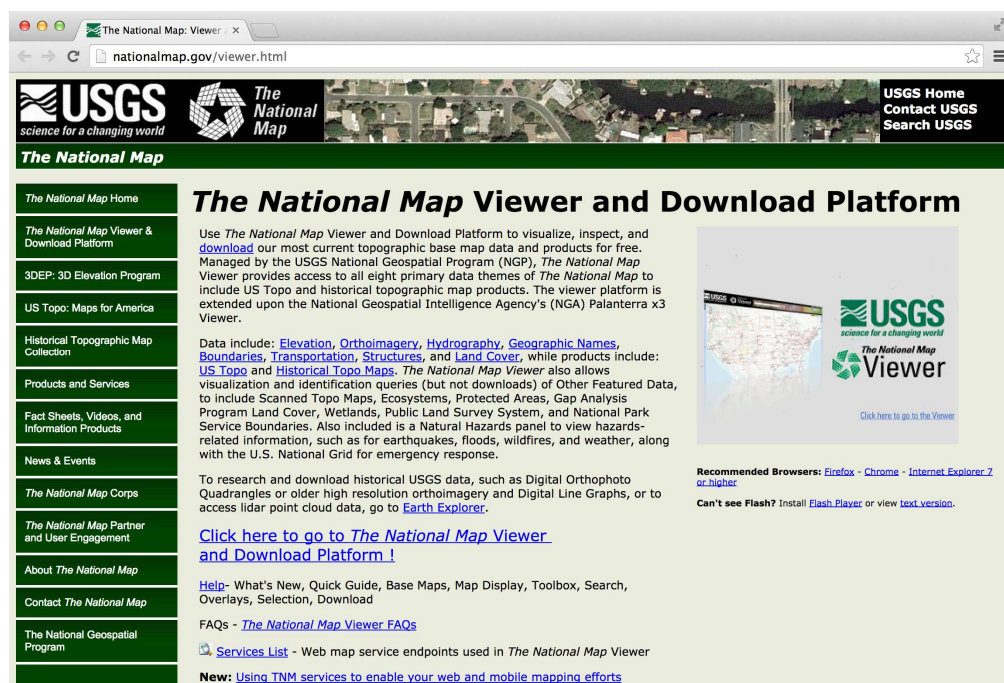 The National Map: Viewer a
nationalmap.gov/viewer.html
USGS
science for a changing world
The
National
Map
USGS Home
Contact USGS
Search USGS
The National Map
The National Map Home
The National Map Viewer &
Download Platform
3DEP: 3D Elevation Program
US Topo: Maps for America
Historical Topographic Map
Collection
Products and Services
Fact Sheets, Videos, and
Information Products
News & Events
The National Map Corps
The National Map Partner
and User Engagement
About The National Map
Contact The National Map
The National Geospatial
Program
The National Map Viewer and Download Platform
Use The National Map Viewer and Download Platform to visualize, inspect, and
download our most current topographic base map data and products for free.
Managed by the USGS National Geospatial Program (NGP), The National Map
Viewer provides access to all eight primary data themes of The National Map to
include US Topo and historical topographic map products. The viewer platform is
extended upon the National Geospatial Intelligence Agency's (NGA) Palanterra x3
Viewer.
Data include: Elevation, Orthoimagery, Hydrography, Geographic Names,
Boundaries, Transportation, Structures, and Land Cover, while products include:
US Topo and Historical Topo Maps. The National Map Viewer also allows
visualization and identification queries (but not downloads) of Other Featured Data,
to include Scanned Topo Maps, Ecosystems, Protected Areas, Gap Analysis
Program Land Cover, Wetlands, Public Land Survey System, and National Park
Service Boundaries. Also included is a Natural Hazards panel to view hazards-
related information, such as for earthquakes, floods, wildfires, and weather, along
with the U.S. National Grid for emergency response.
To research and download historical USGS data, such as Digital Orthophoto
Quadrangles or older high resolution orthoimagery and Digital Line Graphs, or to
access lidar point cloud data, go to Earth Explorer.
Click here to go to The National Map Viewer
and Download Platform !
Help- What's New, Quick Guide, Base Maps, Map Display, Toolbox, Search,
Overlays, Selection, Download
FAQs - The National Map Viewer FAQs
Services List - Web map service endpoints used in The National Map Viewer
New: Using TNM services to enable your web and mobile mapping efforts
USGS
USGS
science for a changing world
The National Map
Viewer
Click here to go to the Viewer
Recommended Browsers: Firefox - Chrome - Internet Explorer 7
or higher
Can't see Flash? Install Flash Player or view text version.